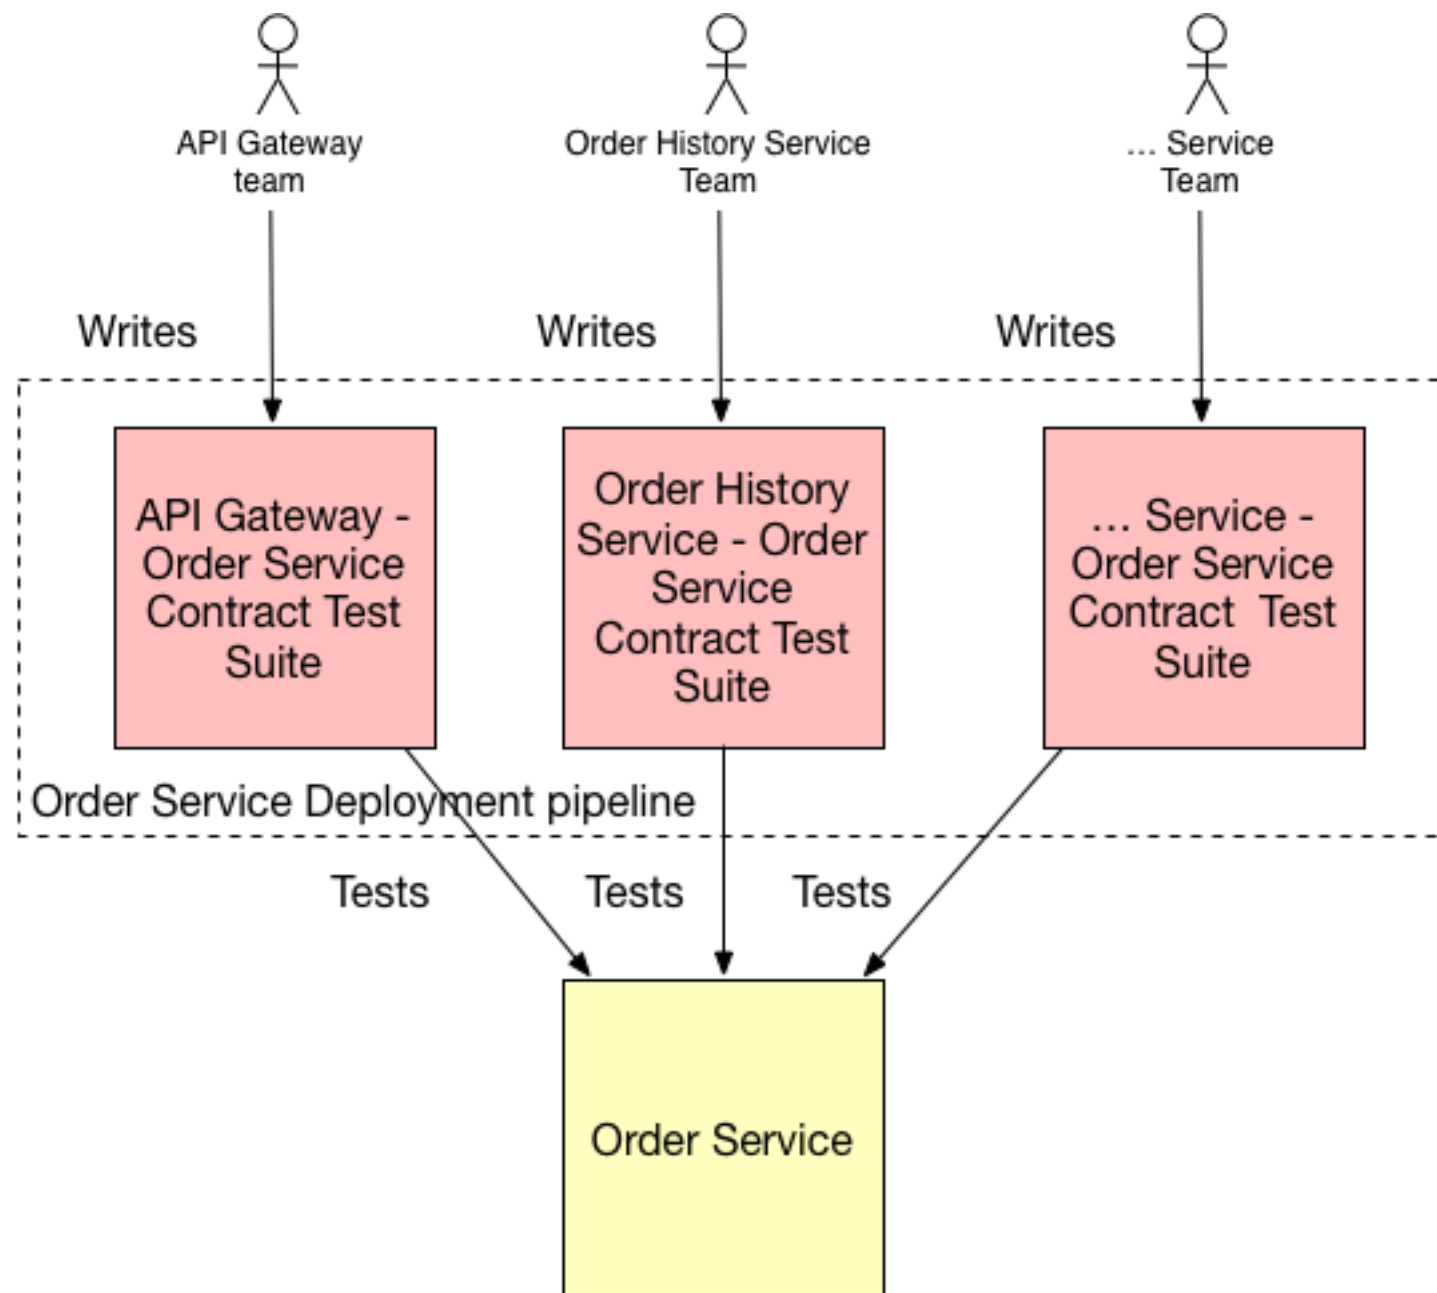 API Gateway
team
Order History Service
Team
... Service
Team
Writes
Writes
Writes
API Gateway -
Order Service
Contract Test
Suite
Order History
Service - Order
Service
Contract Test
Suite
... Service -
Order Service
Contract  Test
Suite
Order Service Deployment pipeline
Tests
Tests
Tests
Order Service